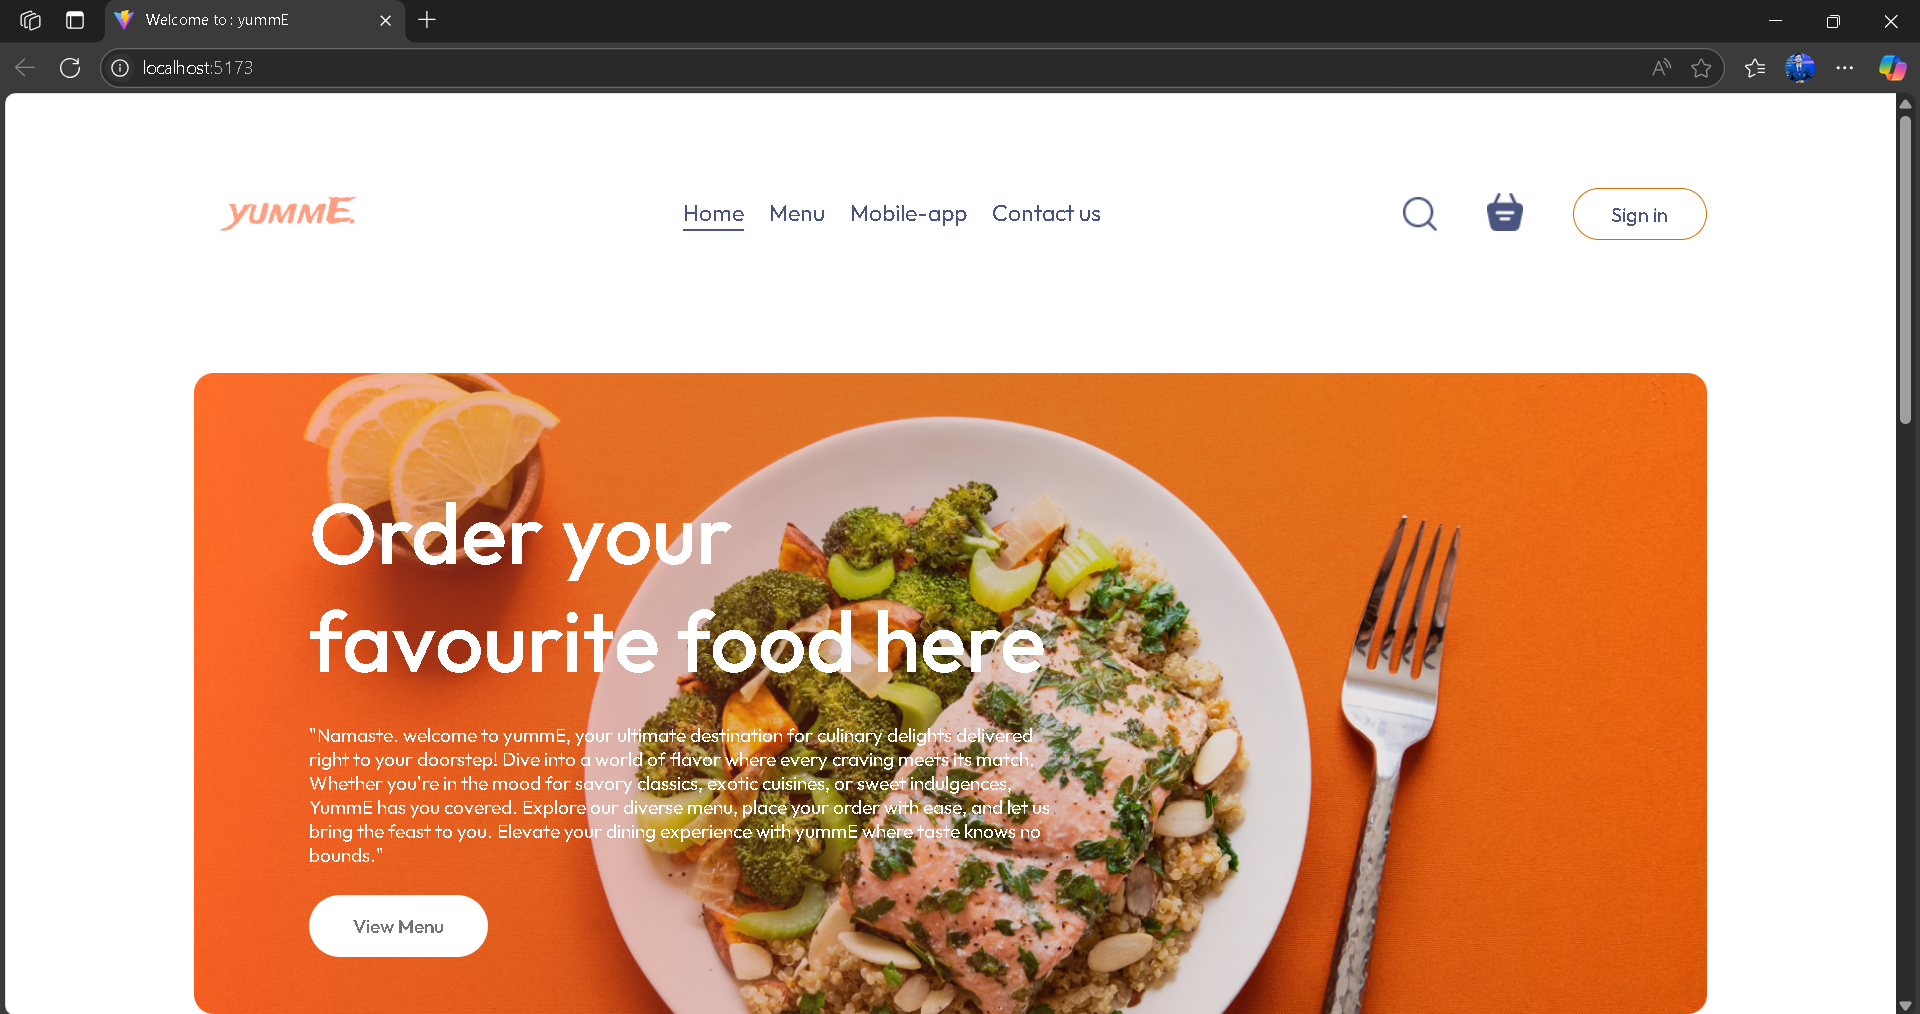 Welcome to : yummE
localhost:5173
yummE
Home Menu Mobile-app Contact us
Sign in
Order your
favourite food here
"Namaste. welcome to yummE, your ultimate destination for culinary delights delivered
right to your doorstep! Dive into a world of flavor where every craving meets its match.
Whether you're in the mood for savory classics, exotic cuisines, or sweet indulgences,
YummE has you covered. Explore our diverse menu, place your order with ease, and let us
bring the feast to you. Elevate your dining experience with yummE where taste knows no
bounds."
View Menu